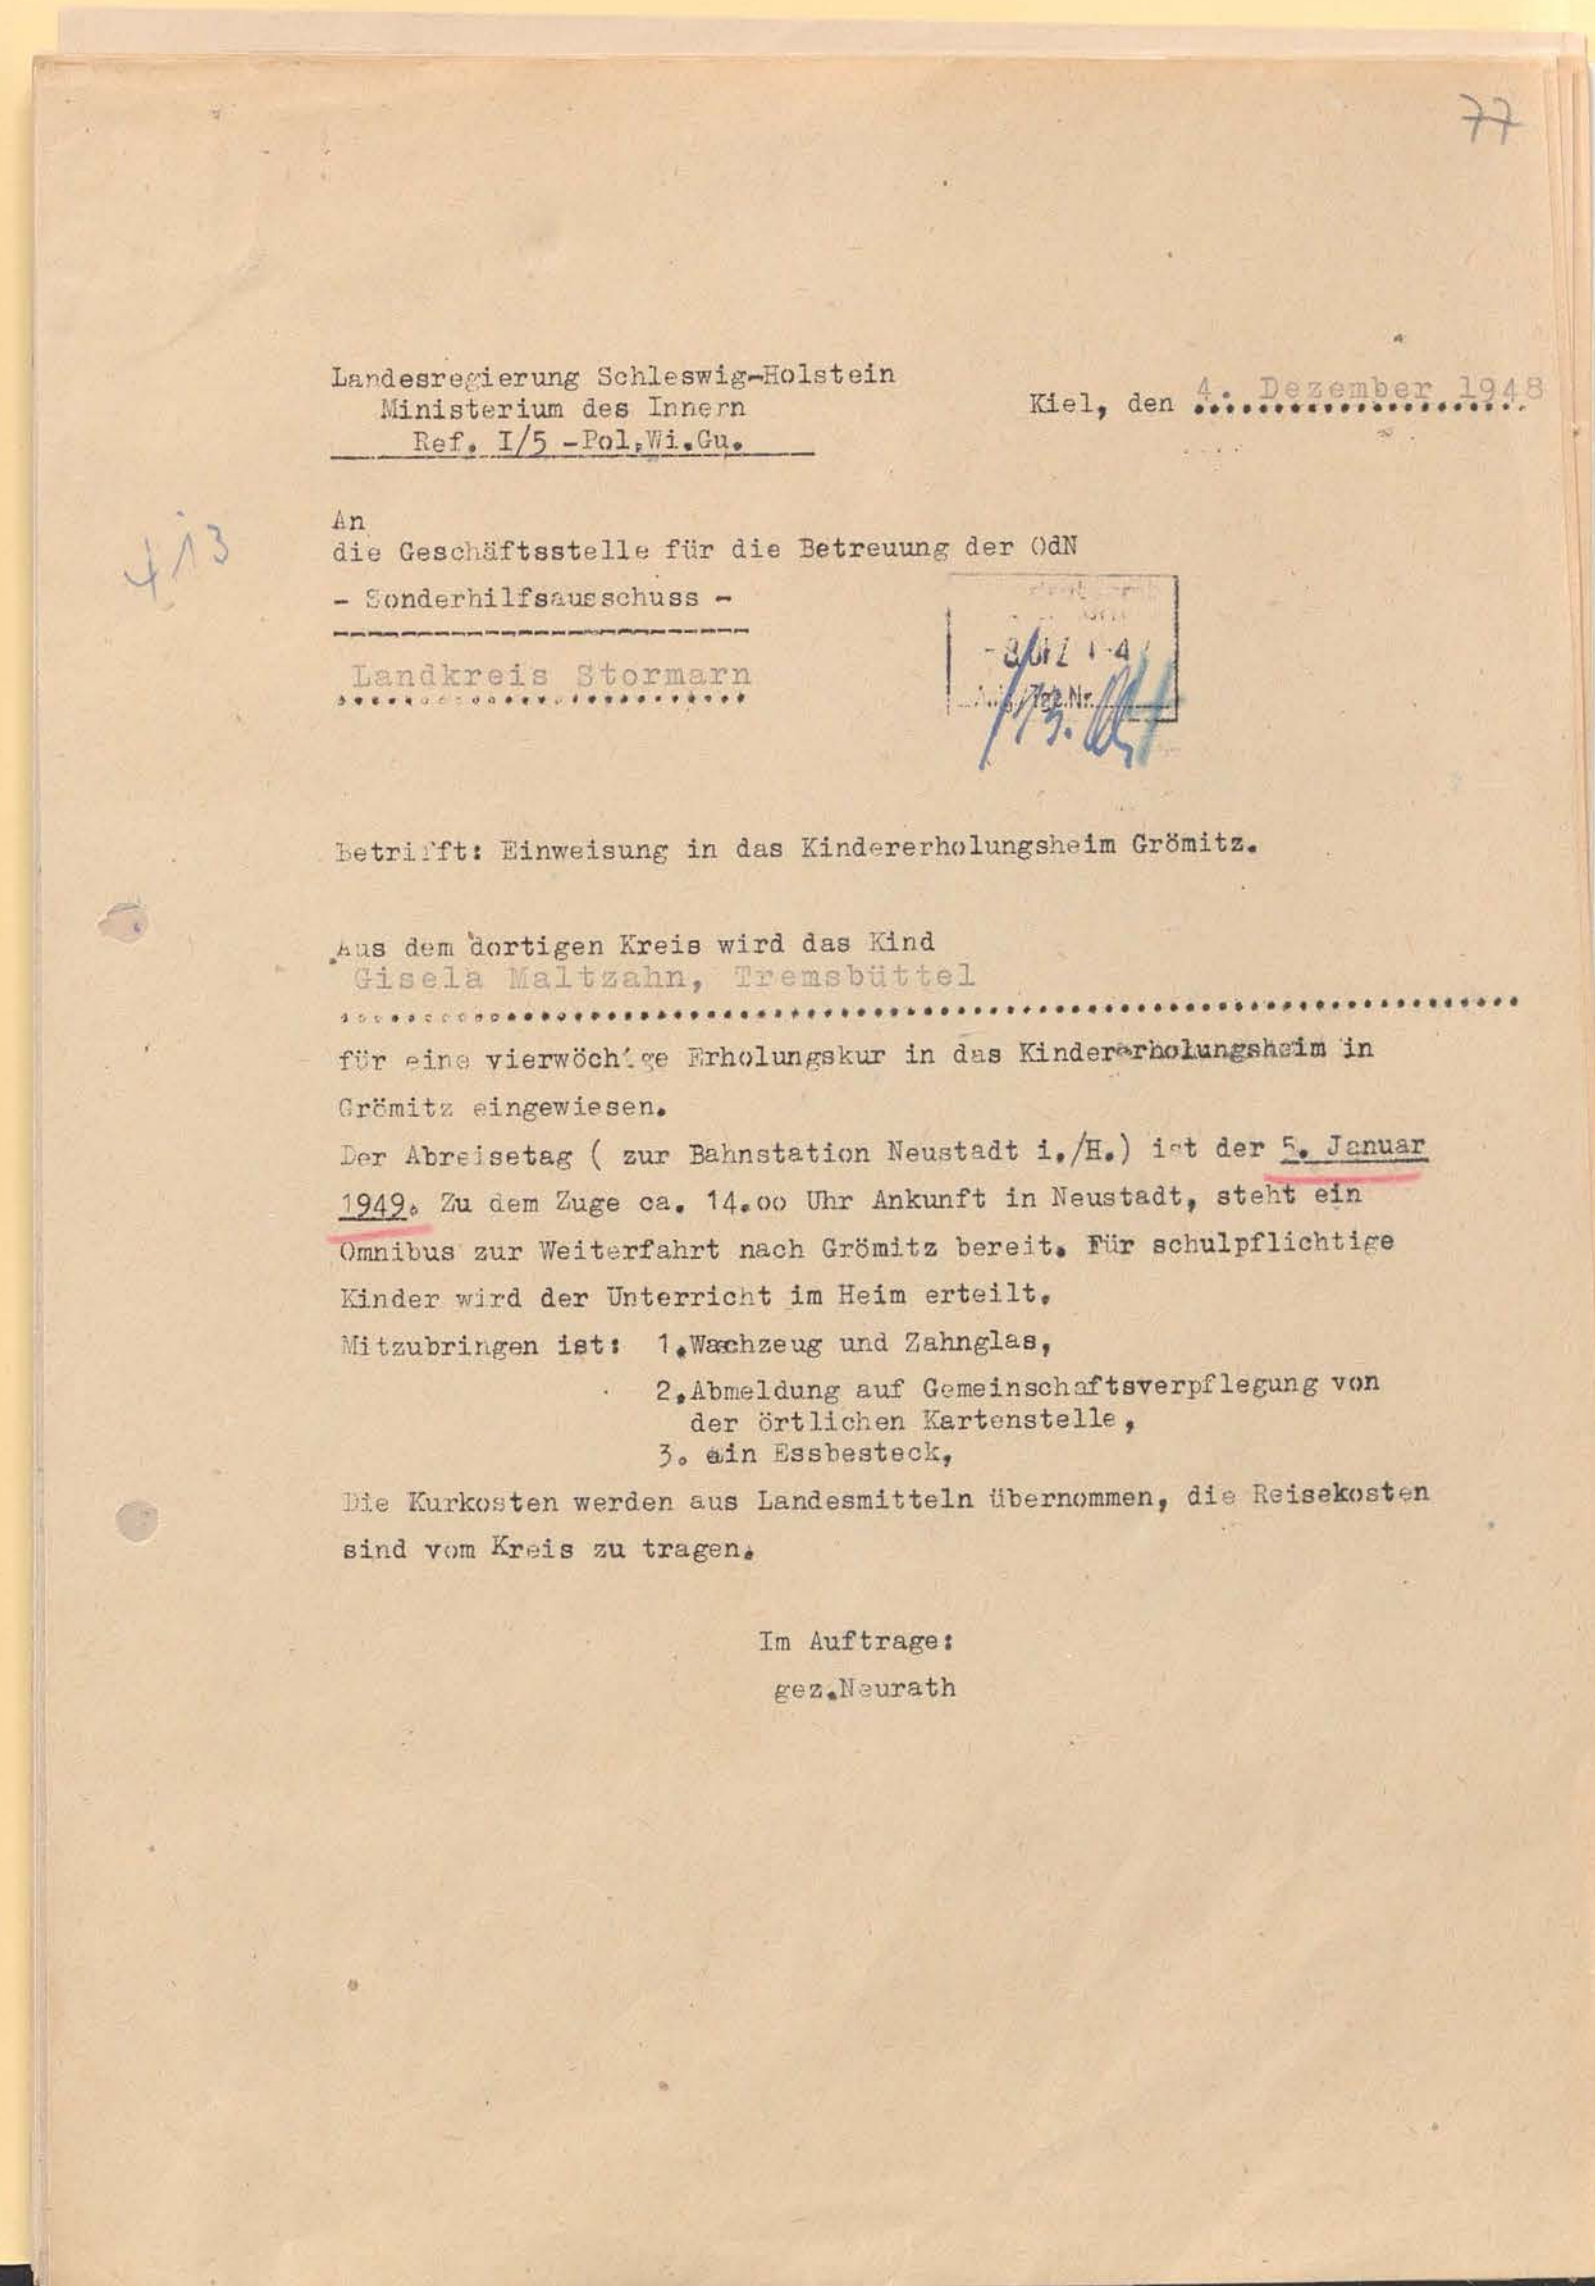 77
Landesregierung Schleswig-Holstein
Ministerium des Innern
Ref. I/5 -Pol.Wi.Gu.
Kiel, den 4. Dezember 1948
413
An
die Geschäftsstelle für die Betreuung der OdN
- Sonderhilfsausschuss -
Landkreis Stormarn
Betrifft: Einweisung in das Kindererholungsheim Grömitz.
Aus dem dortigen Kreis wird das Kind
Gisela Maltzahn, Tremsbüttel
für eine vierwöchige Erholungskur in das Kindererholungsheim in
Grömitz eingewiesen.
Der Abreisetag ( zur Bahnstation Neustadt i./H.) ist der 5. Januar
1949. Zu dem Zuge ca. 14.oo Uhr Ankunft in Neustadt, steht ein
Omnibus zur Weiterfahrt nach Grömitz bereit. Für schulpflichtige
Kinder wird der Unterricht im Heim erteilt.
Mitzubringen ist: 1.Waschzeug und Zahnglas,
2.Abmeldung auf Gemeinschaftsverpflegung von
der örtlichen Kartenstelle,
3. ein Essbesteck,
Die Kurkosten werden aus Landesmitteln übernommen, die Reisekosten
sind vom Kreis zu tragen.
Im Auftrage:
gez.Neurath